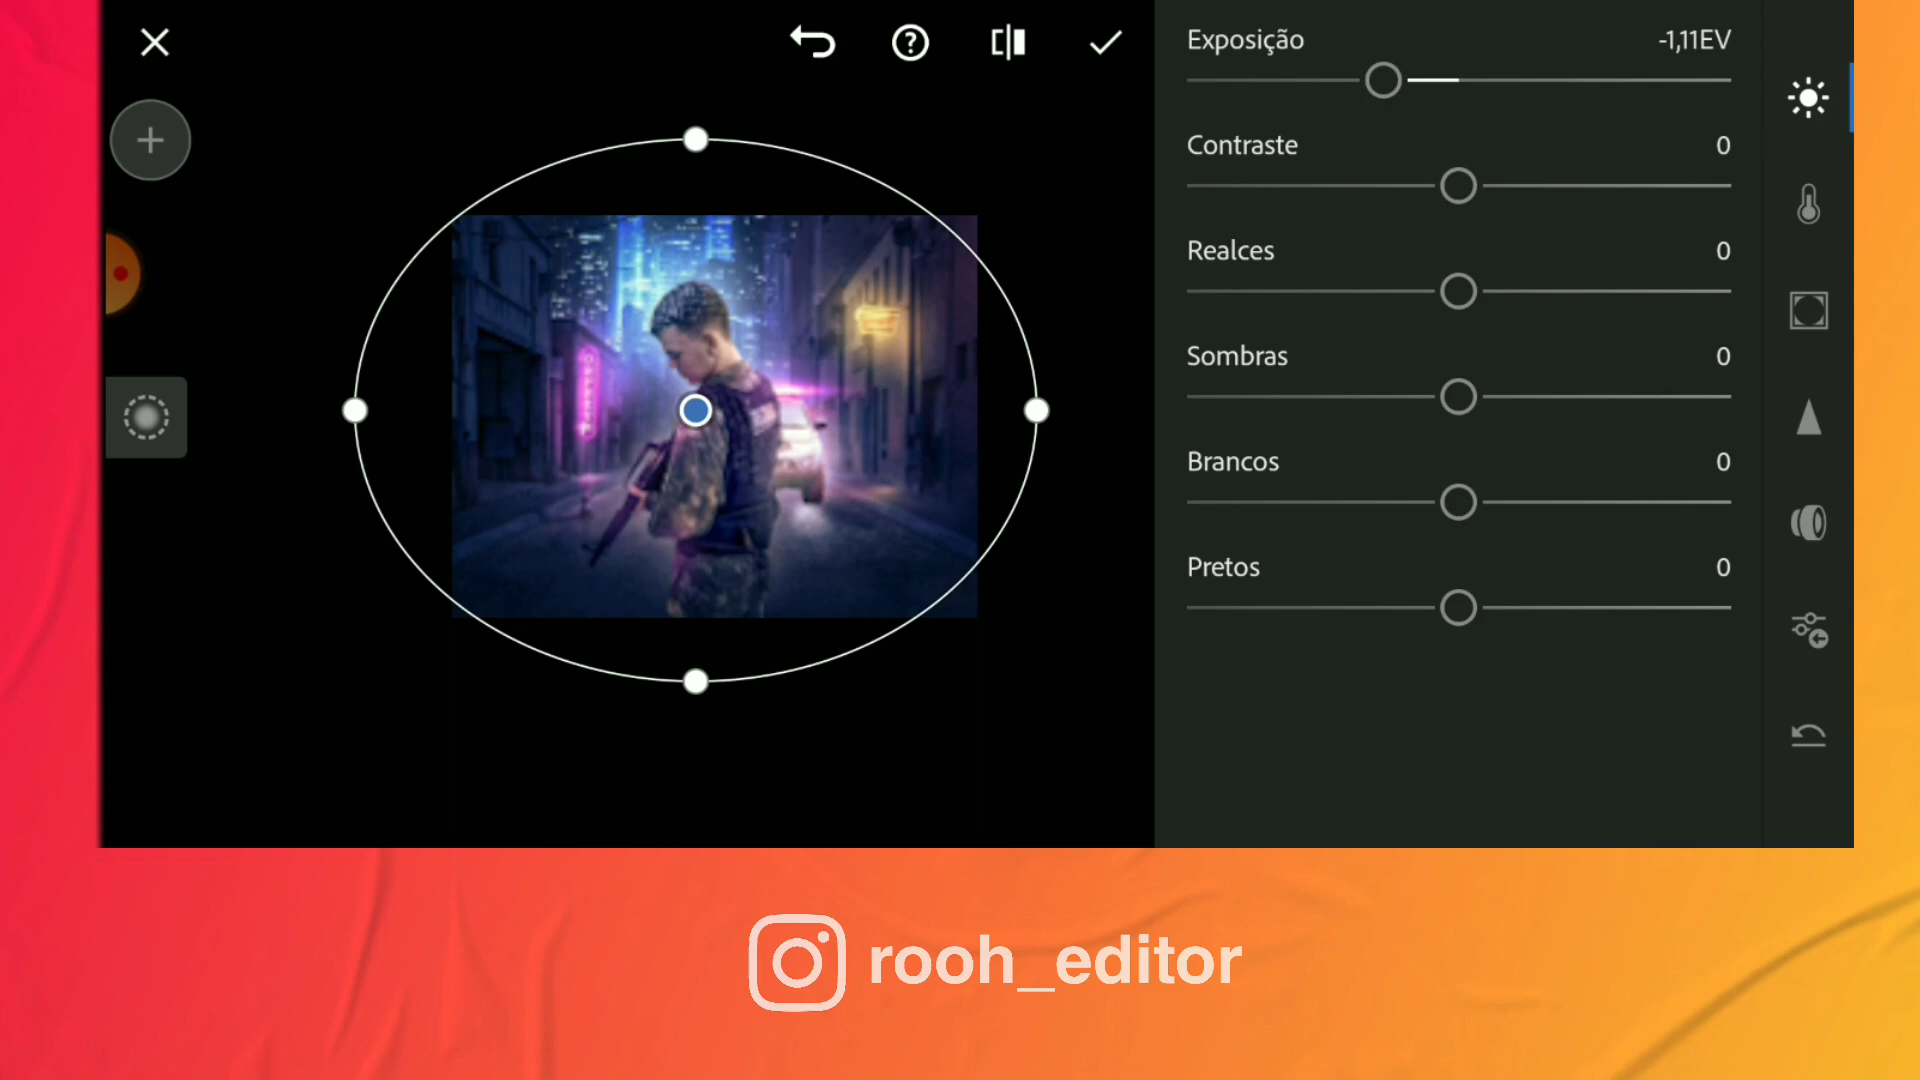 Exposição -1,11EV
Contraste 0
Realces 0
Sombras 0
Brancos 0
Pretos 0
rooh_editor